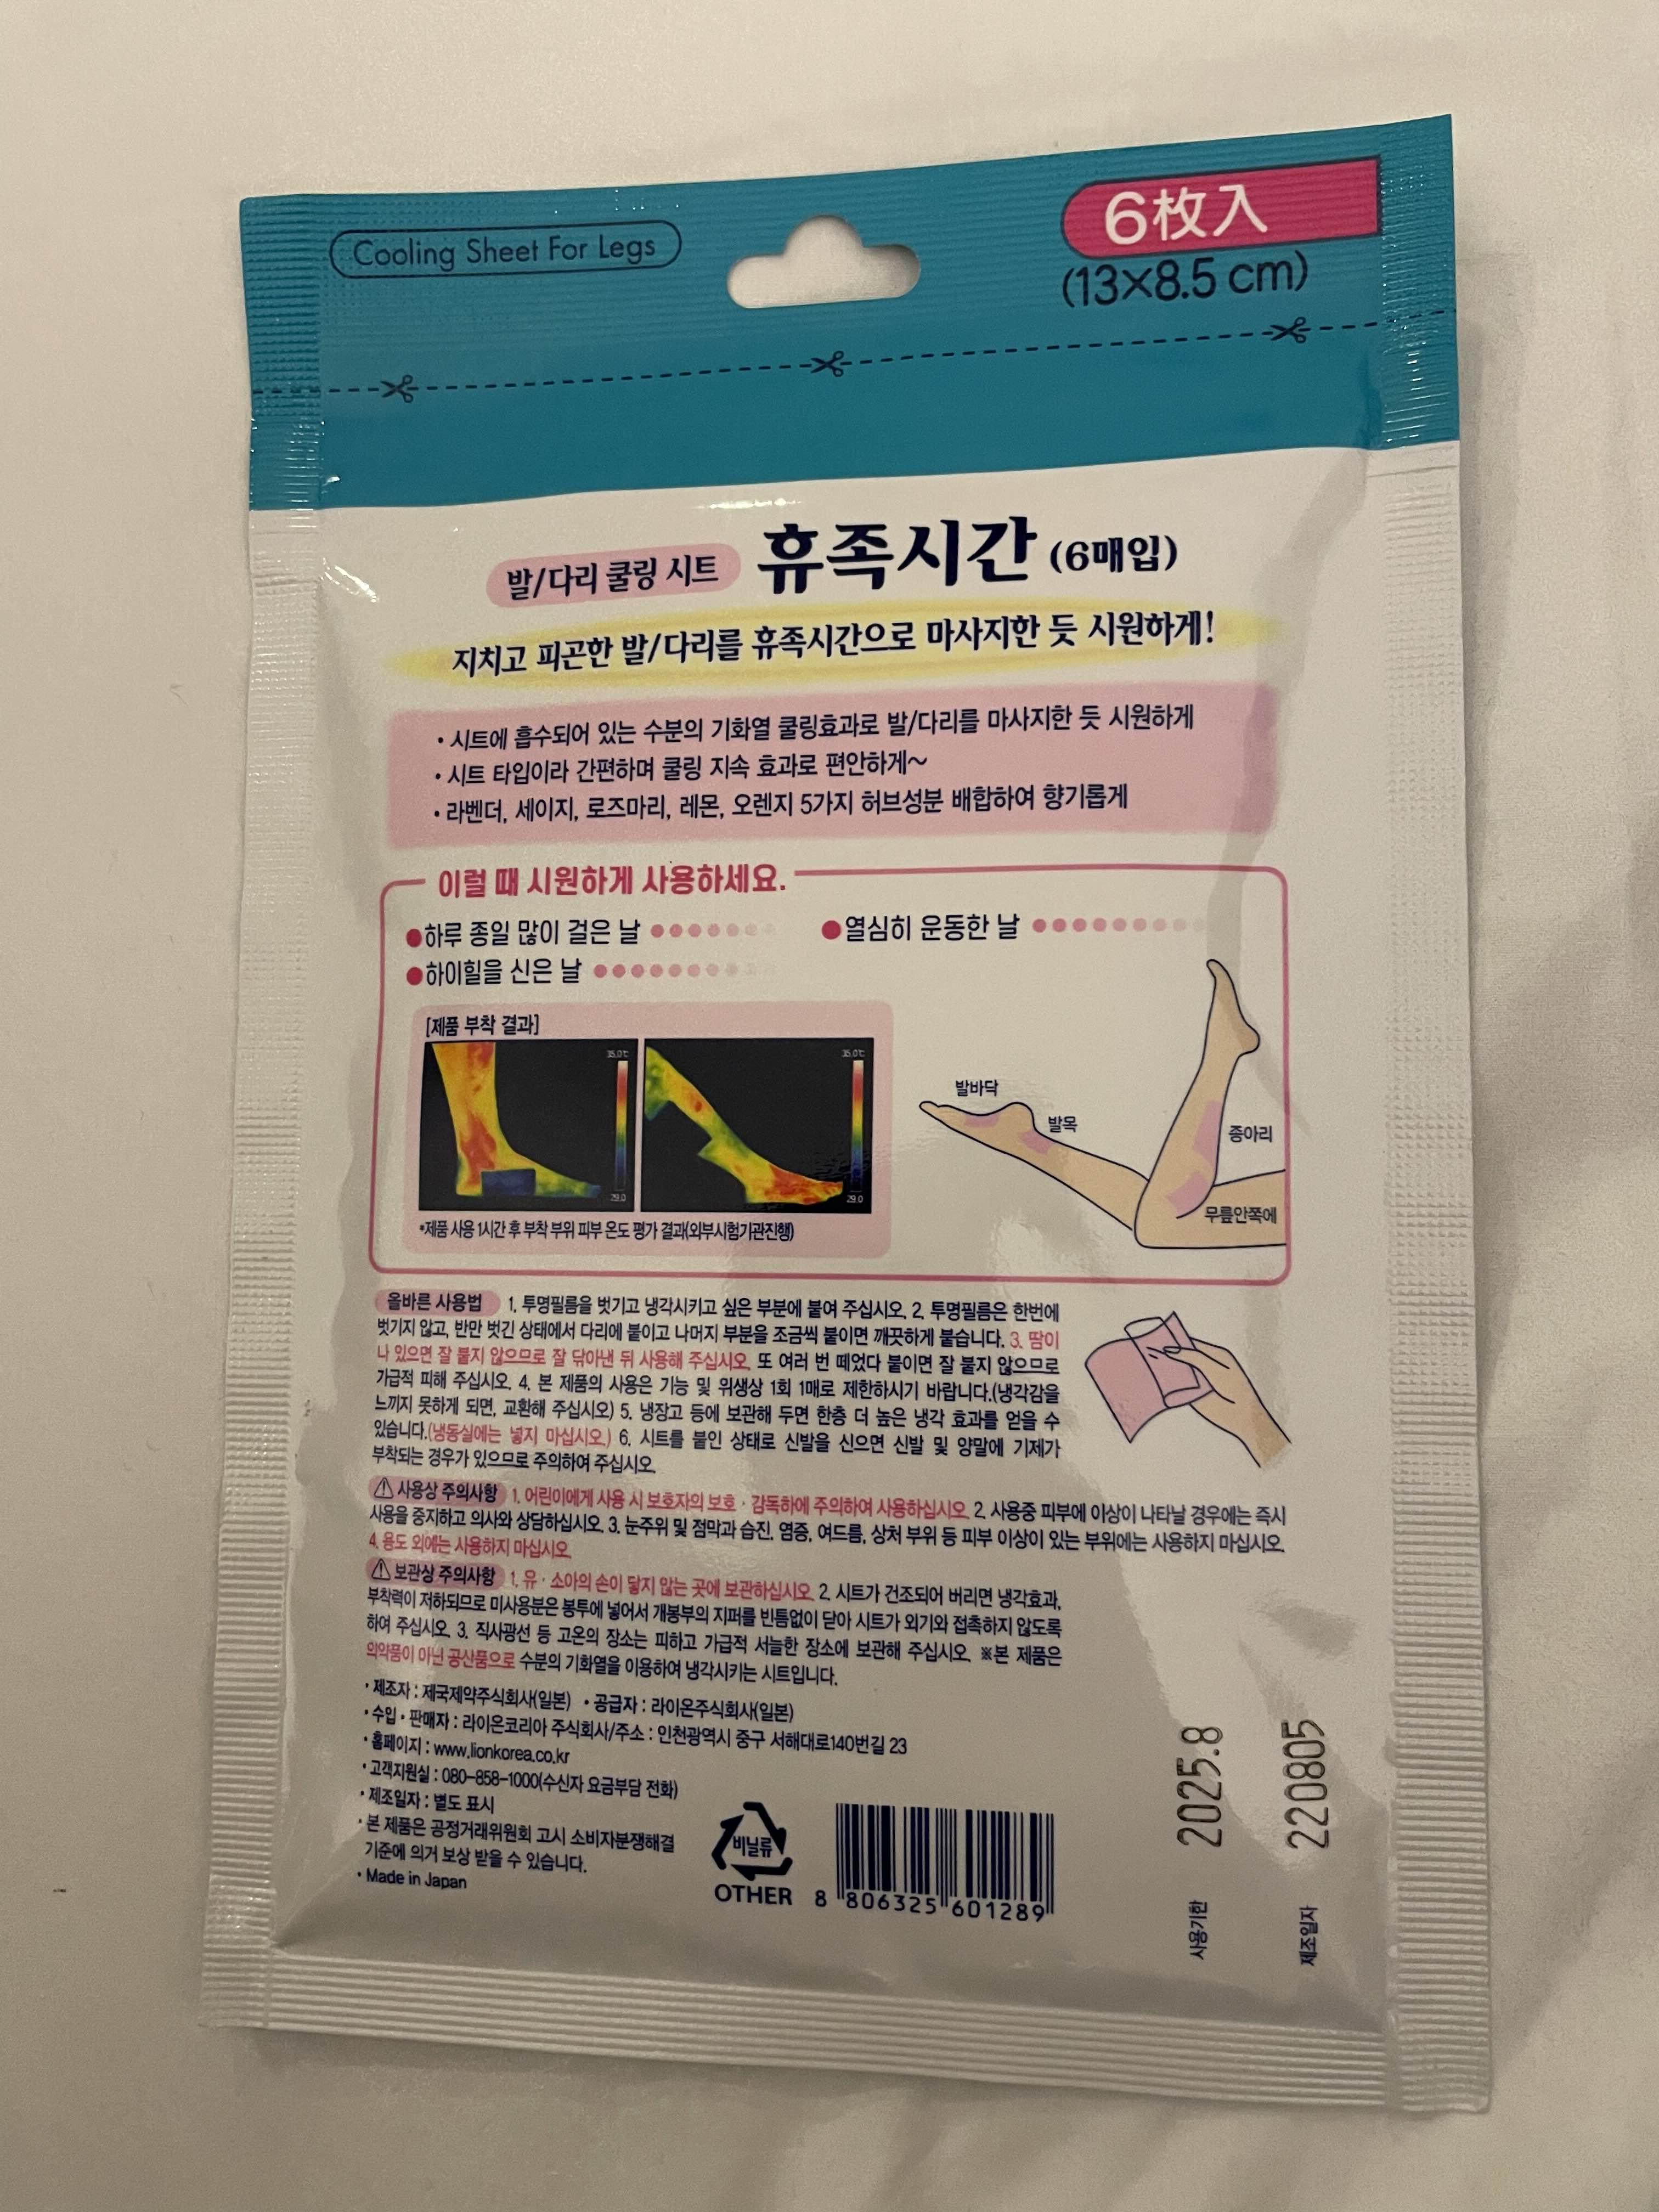 Cooling Sheet For Legs
6枚入
(13×8.5 cm)
발/다리 쿨링 시트 휴족시간 (6매입)
지치고 피곤한 발/다리를 휴족시간으로 마사지한 듯 시원하게!
• 시트에 흡수되어 있는 수분의 기화열 쿨링효과로 발/다리를 마사지한 듯 시원하게
• 시트 타입이라 간편하며 쿨링 지속 효과로 편안하게~
• 라벤더, 세이지, 로즈마리, 레몬, 오렌지 5가지 허브성분 배합하여 향기롭게
이럴 때 시원하게 사용하세요.
●하루 종일 많이 걸은 날 ●열심히 운동한 날
●하이힐을 신은 날
[제품 부착 결과]
35.0℃
29.0
35.0℃
29.0
*제품 사용 1시간 후 부착 부위 피부 온도 평가 결과(외부시험기관진행)
발바닥
발목
종아리
무릎안쪽에
올바른 사용법 1. 투명필름을 벗기고 냉각시키고 싶은 부분에 붙여 주십시오. 2. 투명필름은 한번에
벗기지 않고, 반만 벗긴 상태에서 다리에 붙이고 나머지 부분을 조금씩 붙이면 깨끗하게 붙습니다. 3. 땀이
나 있으면 잘 붙지 않으므로 잘 닦아낸 뒤 사용해 주십시오. 또 여러 번 떼었다 붙이면 잘 붙지 않으므로
가급적 피해 주십시오. 4. 본 제품의 사용은 기능 및 위생상 1회 1매로 제한하시기 바랍니다.(냉각감을
느끼지 못하게 되면, 교환해 주십시오) 5. 냉장고 등에 보관해 두면 한층 더 높은 냉각 효과를 얻을 수
있습니다.(냉동실에는 넣지 마십시오.) 6. 시트를 붙인 상태로 신발을 신으면 신발 및 양말에 기제가
부착되는 경우가 있으므로 주의하여 주십시오.
⚠ 사용상 주의사항 1. 어린이에게 사용 시 보호자의 보호 · 감독하에 주의하여 사용하십시오. 2. 사용중 피부에 이상이 나타날 경우에는 즉시
사용을 중지하고 의사와 상담하십시오. 3. 눈주위 및 점막과 습진, 염증, 여드름, 상처 부위 등 피부 이상이 있는 부위에는 사용하지 마십시오.
4. 용도 외에는 사용하지 마십시오.
⚠ 보관상 주의사항 1. 유 · 소아의 손이 닿지 않는 곳에 보관하십시오. 2. 시트가 건조되어 버리면 냉각효과,
부착력이 저하되므로 미사용분은 봉투에 넣어서 개봉부의 지퍼를 빈틈없이 닫아 시트가 외기와 접촉하지 않도록
하여 주십시오. 3. 직사광선 등 고온의 장소는 피하고 가급적 서늘한 장소에 보관해 주십시오. ※본 제품은
의약품이 아닌 공산품으로 수분의 기화열을 이용하여 냉각시키는 시트입니다.
• 제조자 : 제국제약주식회사(일본) • 공급자 : 라이온주식회사(일본)
• 수입 • 판매자 : 라이온코리아 주식회사/주소 : 인천광역시 중구 서해대로140번길 23
• 홈페이지 : www.lionkorea.co.kr
• 고객지원실 : 080-858-1000(수신자 요금부담 전화)
• 제조일자 : 별도 표시
• 본 제품은 공정거래위원회 고시 소비자분쟁해결
기준에 의거 보상 받을 수 있습니다.
• Made in Japan
비닐류
OTHER
8 806325 601289
사용기한 2025.8
제조일자 220805